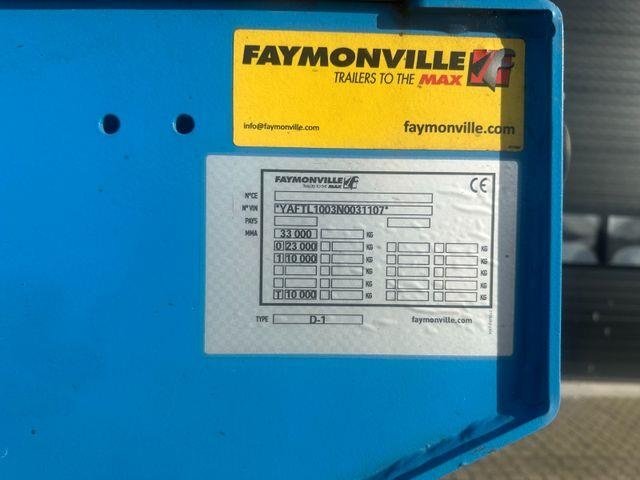 FAYMONVILLE
TRAILERS TO THE MAX
info@faymonville.com faymonville.com
FAYMONVILLE
TRAILERS TO THE MAX
CE
N°CE
N° VIN *YAFTL1003N0031107*
PAYS
MMA 33 000 KG
0 23 000 KG KG
1 10 000 KG KG
KG KG
KG KG
T 10 000 KG KG
TYPE D-1 faymonville.com